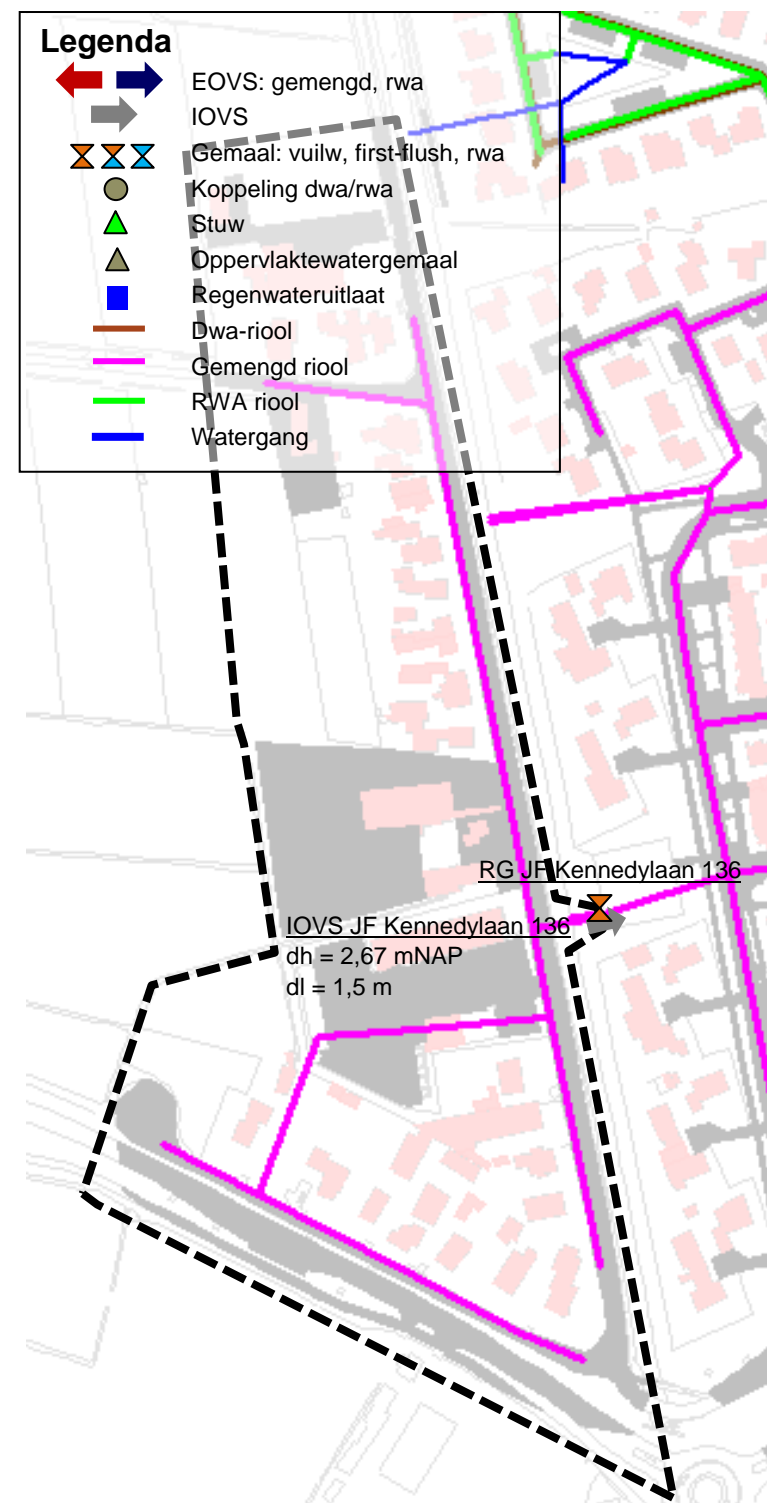 Legenda
EOVS: gemengd, rwa
IOVS
Gemaal: vuilw, first-flush, rwa
Koppeling dwa/rwa
Stuw
Oppervlaktewatergemaal
Regenwateruitlaat
Dwa-riool
Gemengd riool
RWA riool
Watergang
RG JF Kennedylaan 136
IOVS JF Kennedylaan 136
dh = 2,67 mNAP
dl = 1,5 m